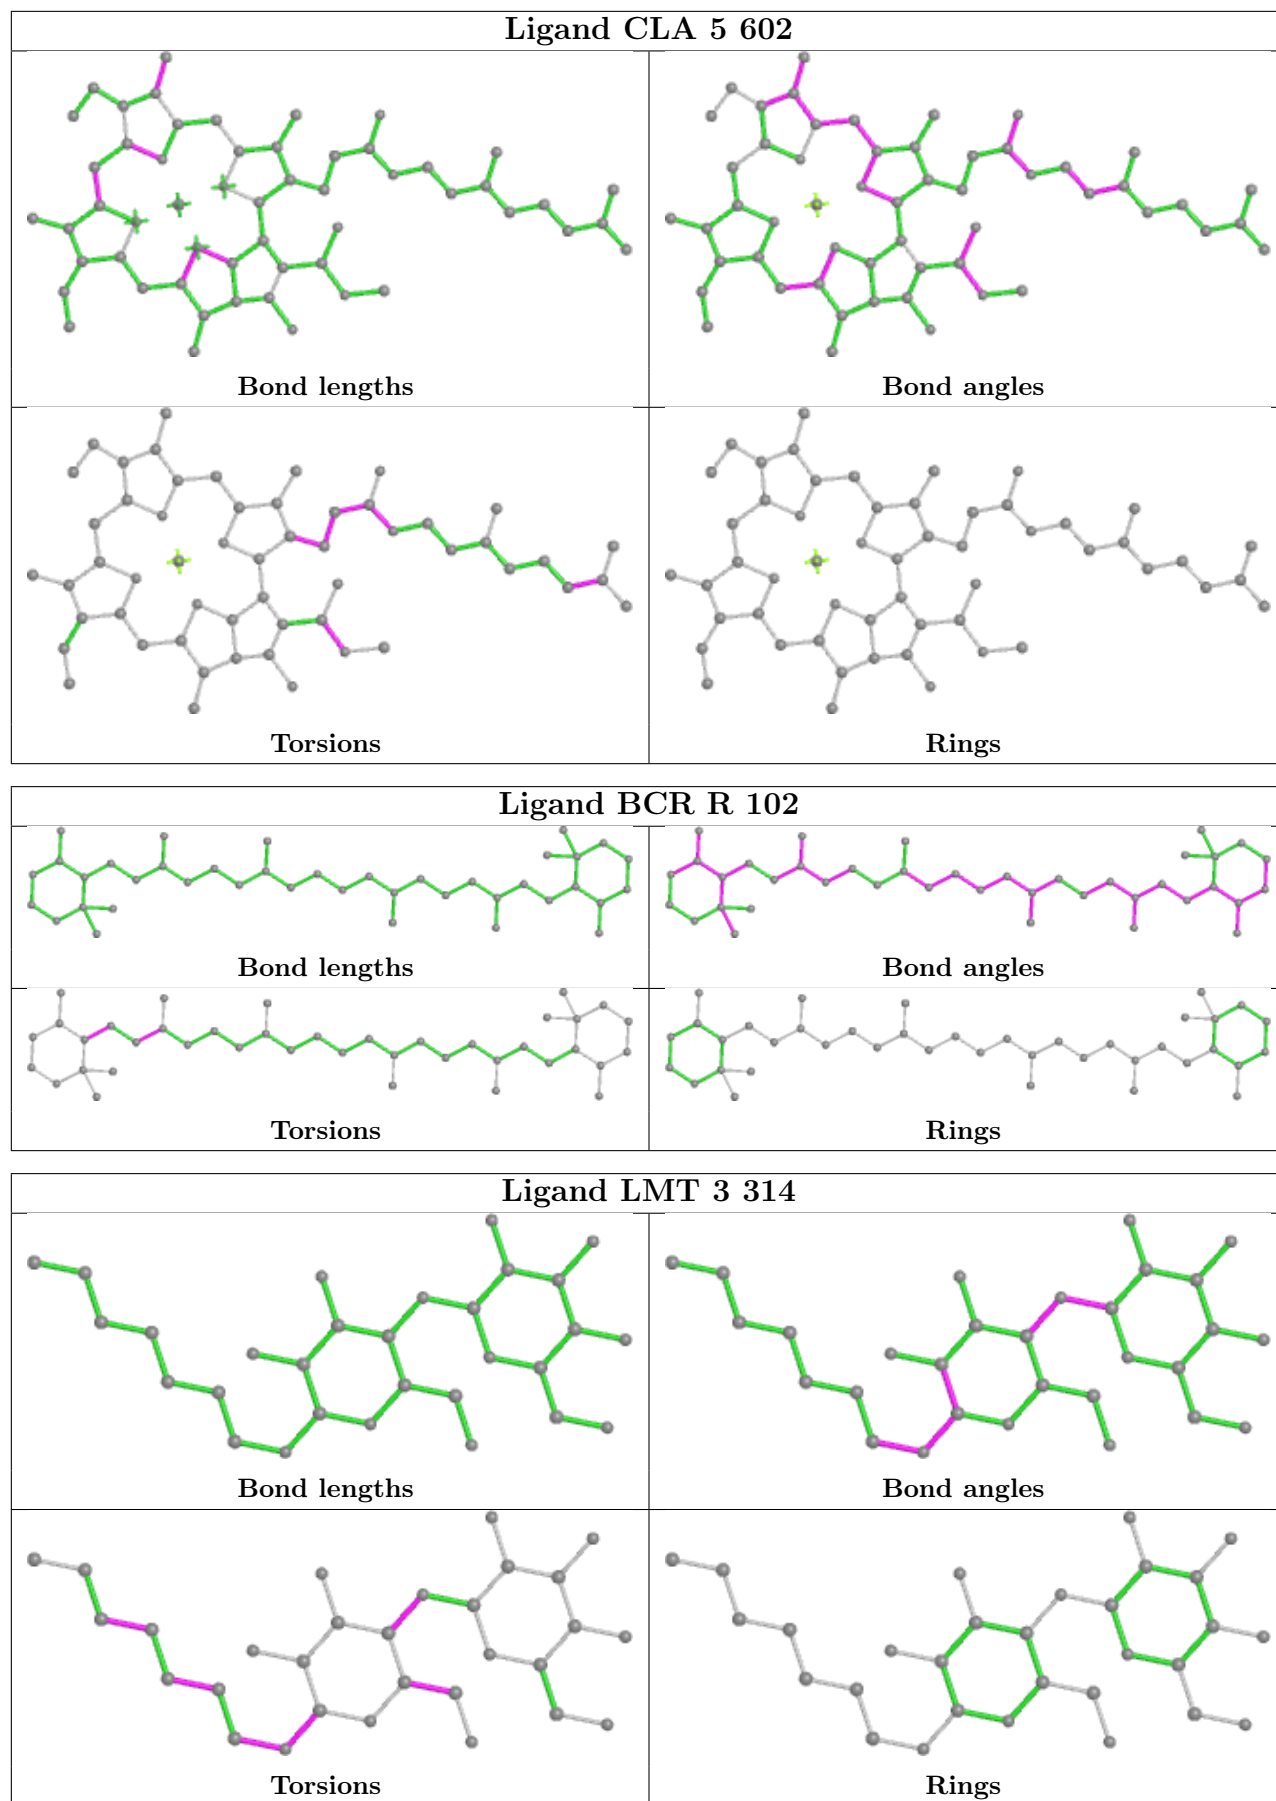 Ligand CLA 5 602
Bond lengths
Bond angles
Torsions
Rings
Ligand BCR R 102
Bond lengths
Bond angles
Torsions
Rings
Ligand LMT 3 314
Bond lengths
Bond angles
Torsions
Rings